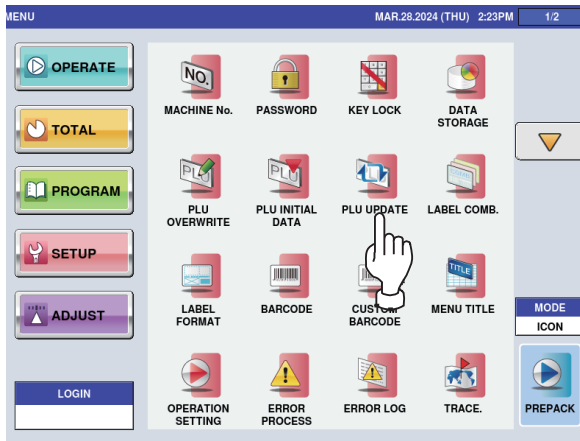 MENU
MAR.28.2024 (THU) 2:23PM
1/2
OPERATE
TOTAL
PROGRAM
SETUP
ADJUST
LOGIN
NO.
MACHINE No.
PASSWORD
KEY LOCK
DATA
STORAGE
PLU
PLU
OVERWRITE
PLU
PLU INITIAL
DATA
PLU UPDATE
LABEL COMB.
LABEL
FORMAT
BARCODE
CUSTOM
BARCODE
TITLE
MENU TITLE
OPERATION
SETTING
ERROR
PROCESS
ERROR LOG
TRACE.
MODE
ICON
PREPACK